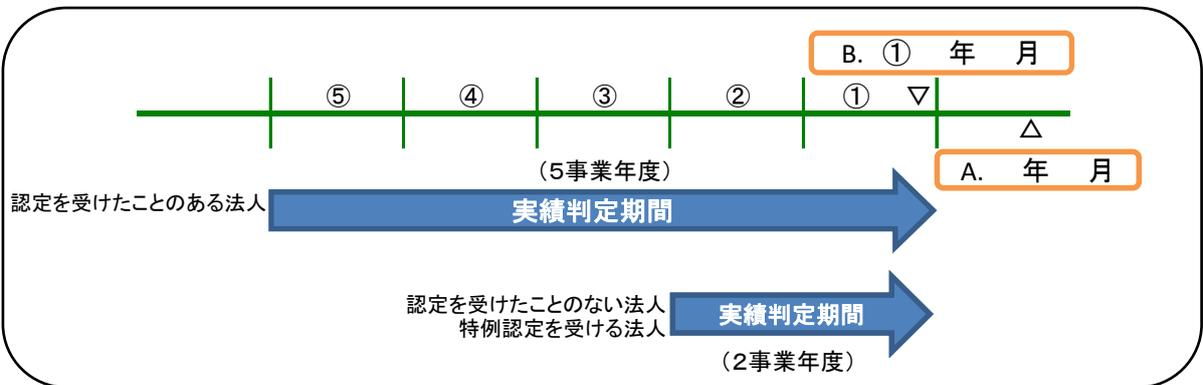 B. ① 年 月
⑤ ④ ③ ② ① ▽
△
A. 年 月
（5事業年度）
認定を受けたことのある法人
実績判定期間
認定を受けたことのない法人
特例認定を受ける法人
実績判定期間
（2事業年度）